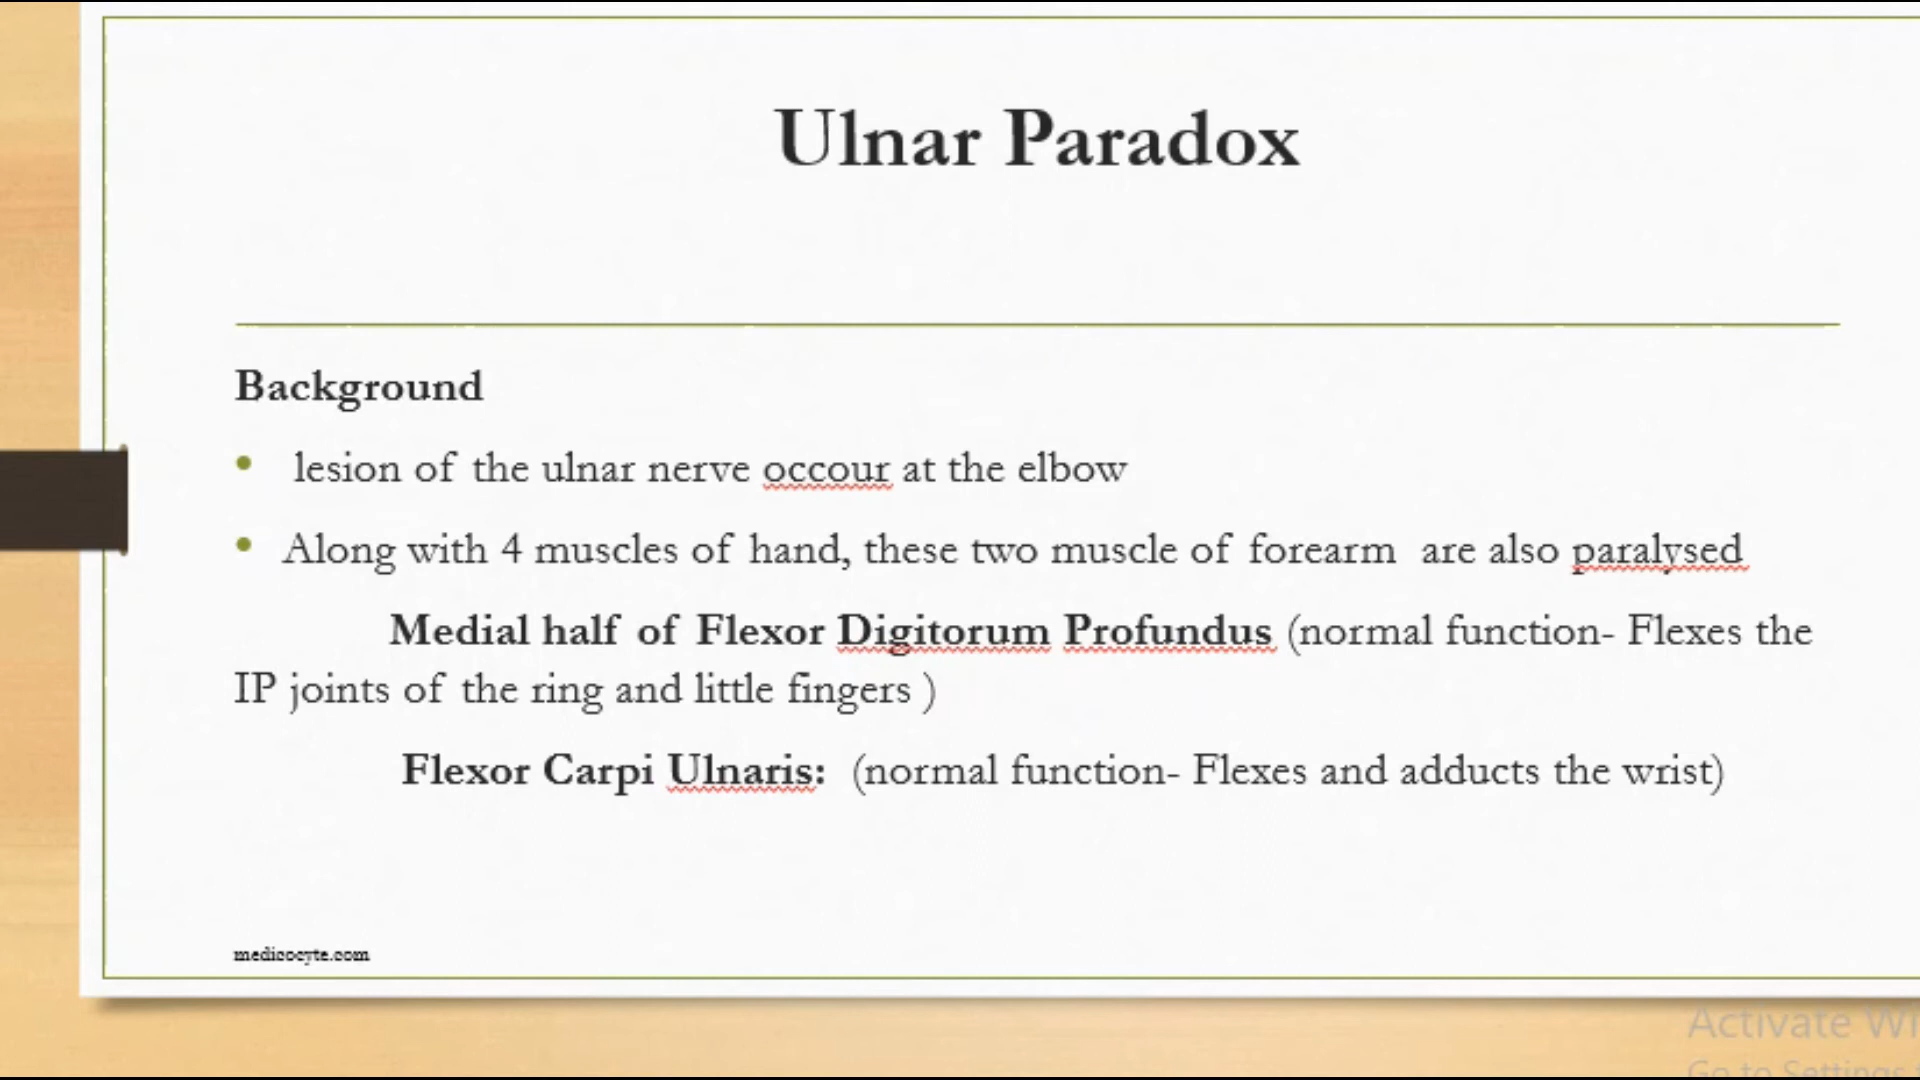 Ulnar Paradox
Background
• lesion of the ulnar nerve occour at the elbow
• Along with 4 muscles of hand, these two muscle of forearm are also paralysed
Medial half of Flexor Digitorum Profundus (normal function- Flexes the
IP joints of the ring and little fingers )
Flexor Carpi Ulnaris: (normal function- Flexes and adducts the wrist)
medicocyte.com
Activate Wi
Go to Settings